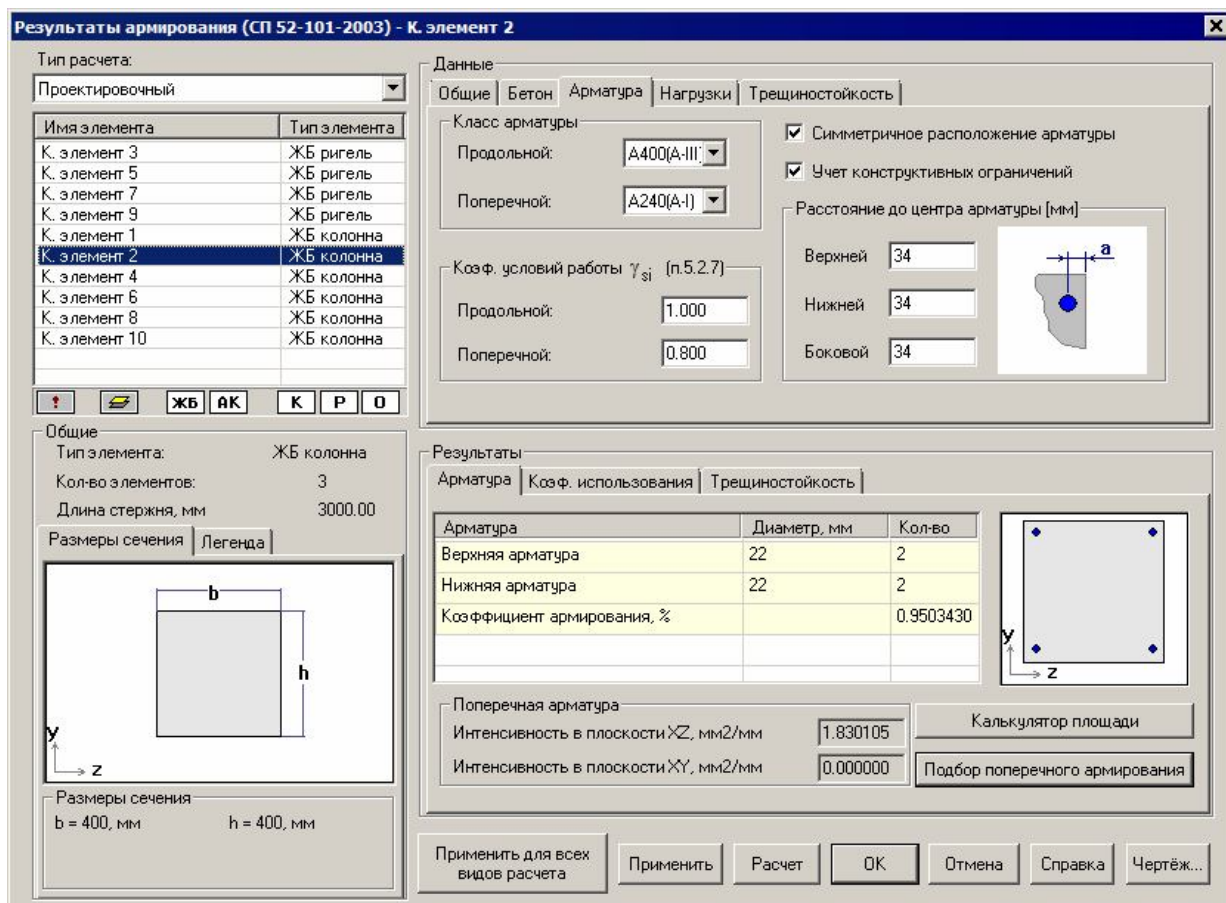 Результаты армирования (СП 52-101-2003) - К. элемент 2
Тип расчета:
Проектировочный
Имя элемента Тип элемента
К. элемент 3 ЖБ ригель
К. элемент 5 ЖБ ригель
К. элемент 7 ЖБ ригель
К. элемент 9 ЖБ ригель
К. элемент 1 ЖБ колонна
К. элемент 2 ЖБ колонна
К. элемент 4 ЖБ колонна
К. элемент 6 ЖБ колонна
К. элемент 8 ЖБ колонна
К. элемент 10 ЖБ колонна
! ЖБ АК К Р О
Общие
Тип элемента: ЖБ колонна
Кол-во элементов: 3
Длина стержня, мм 3000.00
Размеры сечения Легенда
b
h
y
z
Размеры сечения
b = 400, мм h = 400, мм
Данные
Общие Бетон Арматура Нагрузки Трещиностойкость
Класс арматуры
Продольной: A400(A-III)
Поперечной: A240(A-I)
Коэф. условий работы γsi (п.5.2.7)
Продольной: 1.000
Поперечной: 0.800
Симметричное расположение арматуры
Учет конструктивных ограничений
Расстояние до центра арматуры [мм]
Верхней 34
Нижней 34
Боковой 34
a
Результаты
Арматура Коэф. использования Трещиностойкость
Арматура Диаметр, мм Кол-во
Верхняя арматура 22 2
Нижняя арматура 22 2
Коэффициент армирования, % 0.9503430
y
z
Поперечная арматура
Интенсивность в плоскости XZ, мм2/мм 1.830105
Интенсивность в плоскости XY, мм2/мм 0.000000
Калькулятор площади
Подбор поперечного армирования
Применить для всех
видов расчета
Применить Расчет OK Отмена Справка Чертёж...